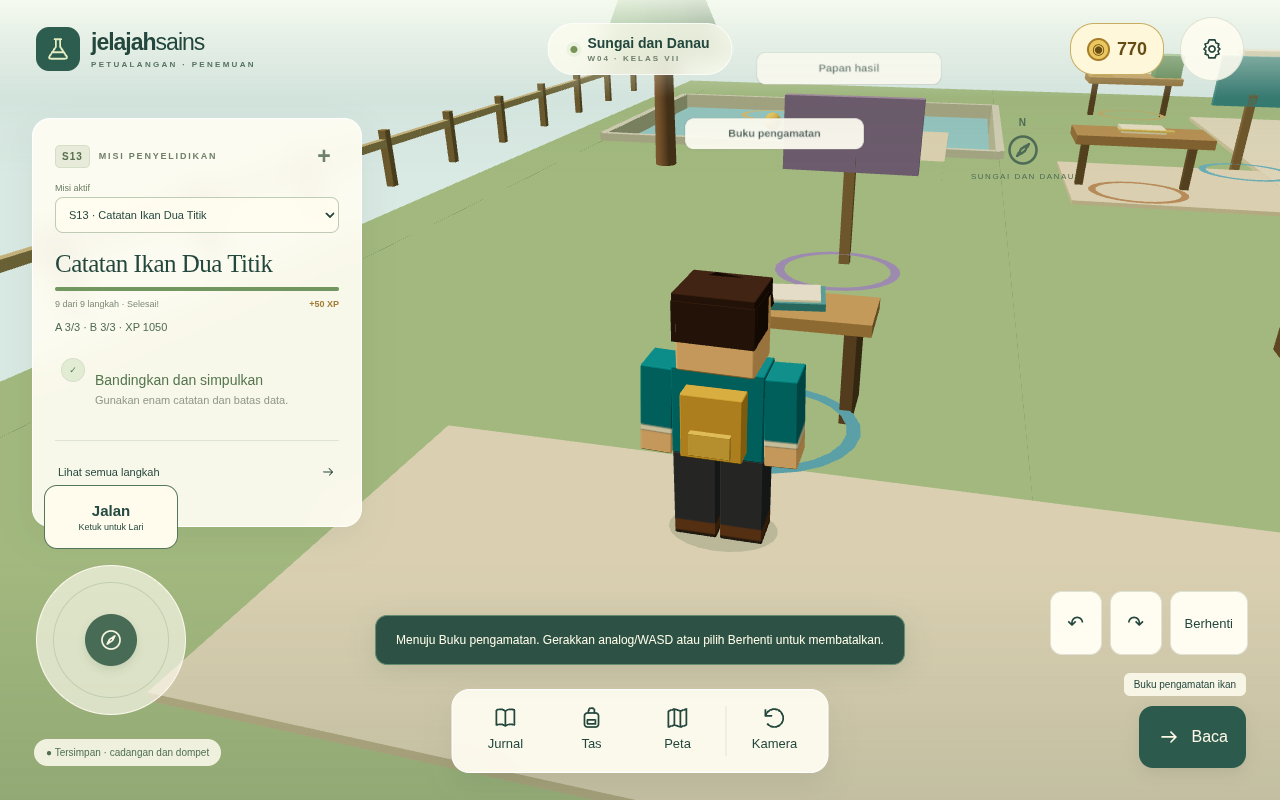 jelajahsains
PETUALANGAN · PENEMUAN
Sungai dan Danau
W04 · KELAS VII
770
Papan hasil
Buku pengamatan
N
SUNGAI DAN DANAU
S13 MISI PENYELIDIKAN
Misi aktif
S13 · Catatan Ikan Dua Titik
Catatan Ikan Dua Titik
9 dari 9 langkah · Selesai! +50 XP
A 3/3 · B 3/3 · XP 1050
Bandingkan dan simpulkan
Gunakan enam catatan dan batas data.
Lihat semua langkah
Jalan
Ketuk untuk Lari
Menuju Buku pengamatan. Gerakkan analog/WASD atau pilih Berhenti untuk membatalkan.
Berhenti
Buku pengamatan ikan
Baca
Jurnal
Tas
Peta
Kamera
● Tersimpan · cadangan dan dompet